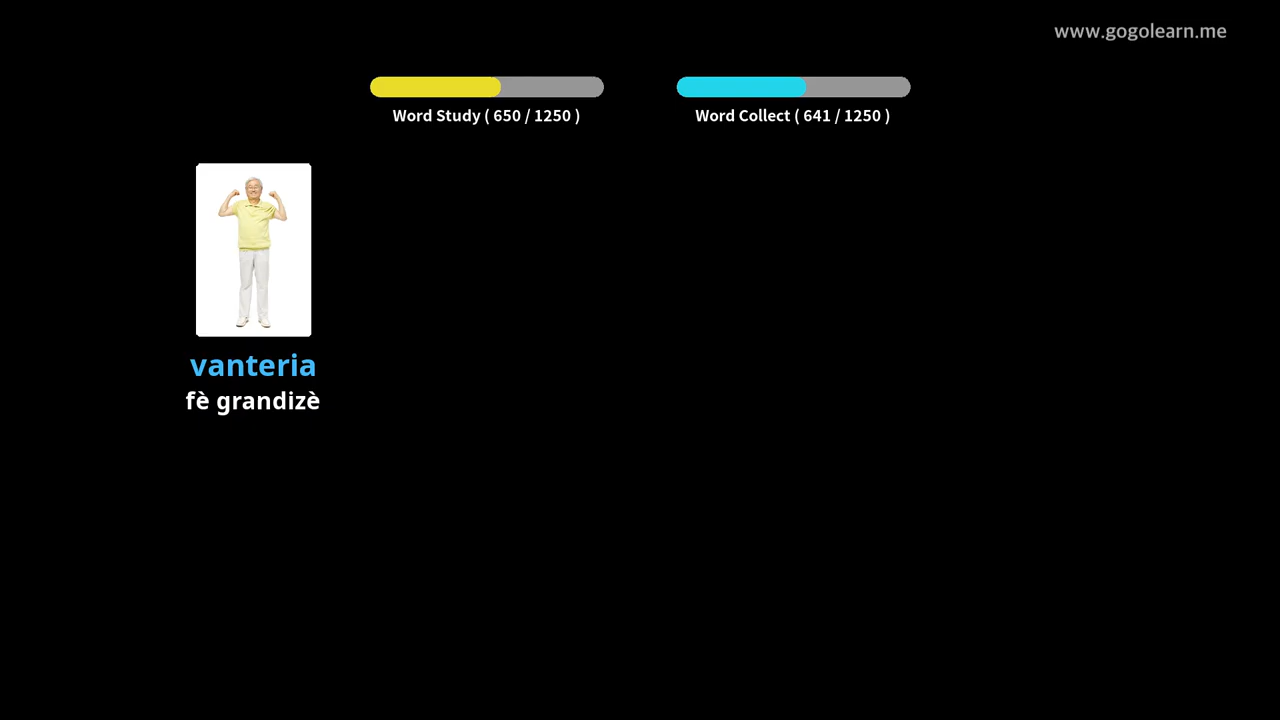 www.gogolearn.me
Word Study ( 650 / 1250 )
Word Collect ( 641 / 1250 )
vanteria
fè grandizè